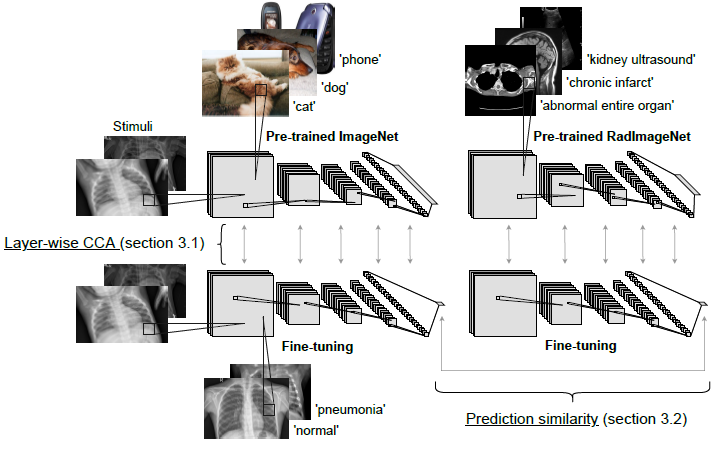 'phone'
'dog'
'cat'
'kidney ultrasound'
'chronic infarct'
'abnormal entire organ'
Stimuli
Pre-trained ImageNet
Pre-trained RadImageNet
Layer-wise CCA (section 3.1)
Fine-tuning
Fine-tuning
'pneumonia'
'normal'
Prediction similarity (section 3.2)